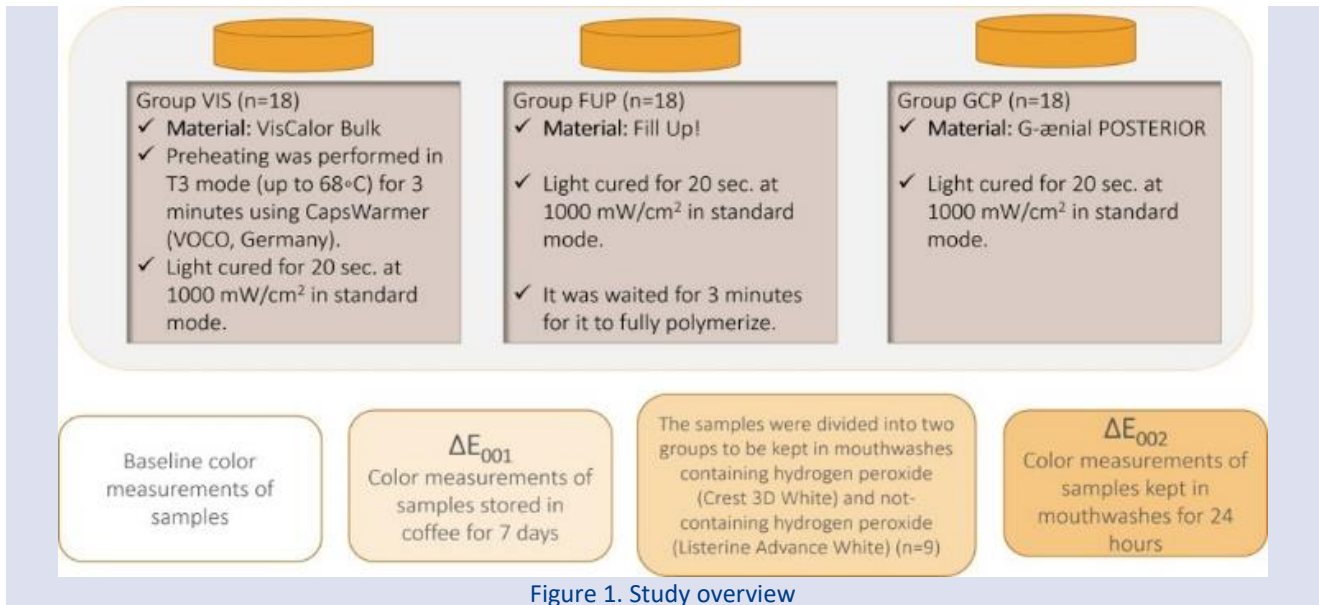 Group VIS (n=18)
✓ Material: VisCalor Bulk
✓ Preheating was performed in
T3 mode (up to 68∘C) for 3
minutes using CapsWarmer
(VOCO, Germany).
✓ Light cured for 20 sec. at
1000 mW/cm² in standard
mode.
Group FUP (n=18)
✓ Material: Fill Up!
✓ Light cured for 20 sec. at
1000 mW/cm² in standard
mode.
✓ It was waited for 3 minutes
for it to fully polymerize.
Group GCP (n=18)
✓ Material: G-ænial POSTERIOR
✓ Light cured for 20 sec. at
1000 mW/cm² in standard
mode.
Baseline color
measurements of
samples
ΔE₀₀₁
Color measurements of
samples stored in
coffee for 7 days
The samples were divided into two
groups to be kept in mouthwashes
containing hydrogen peroxide
(Crest 3D White) and not-
containing hydrogen peroxide
(Listerine Advance White) (n=9)
ΔE₀₀₂
Color measurements of
samples kept in
mouthwashes for 24
hours
Figure 1. Study overview